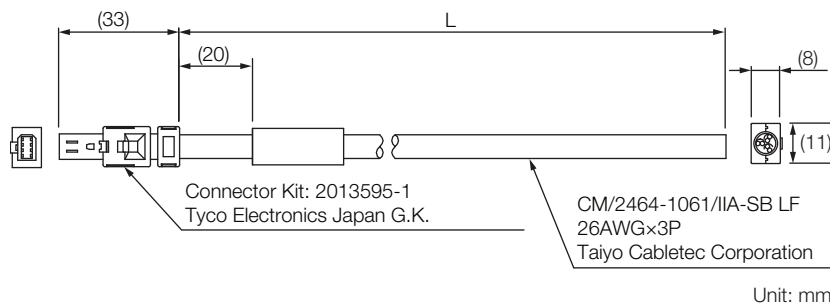 (33)
L
(20)
(8)
(11)
Connector Kit: 2013595-1
Tyco Electronics Japan G.K.
CM/2464-1061/IIA-SB LF
26AWG×3P
Taiyo Cabletec Corporation
Unit: mm